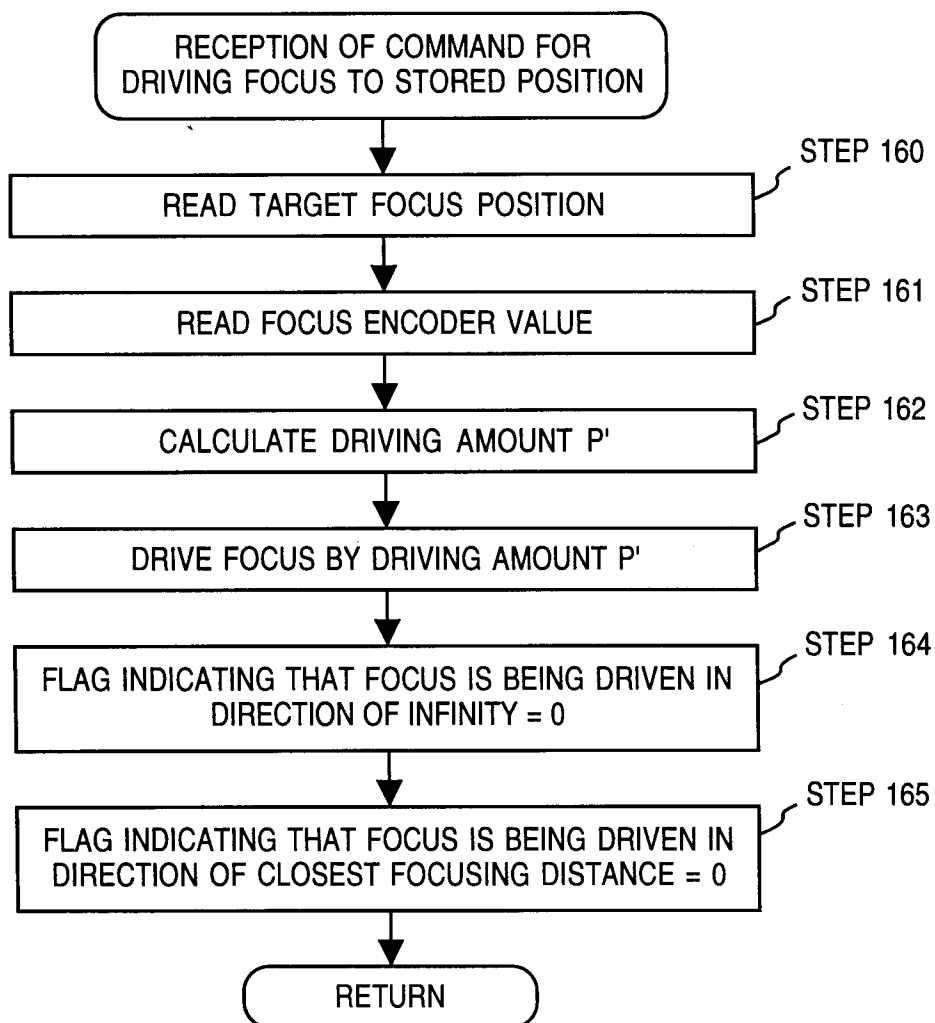 RECEPTION OF COMMAND FOR
DRIVING FOCUS TO STORED POSITION
STEP 160
READ TARGET FOCUS POSITION
STEP 161
READ FOCUS ENCODER VALUE
STEP 162
CALCULATE DRIVING AMOUNT P'
STEP 163
DRIVE FOCUS BY DRIVING AMOUNT P'
STEP 164
FLAG INDICATING THAT FOCUS IS BEING DRIVEN IN
DIRECTION OF INFINITY = 0
STEP 165
FLAG INDICATING THAT FOCUS IS BEING DRIVEN IN
DIRECTION OF CLOSEST FOCUSING DISTANCE = 0
RETURN